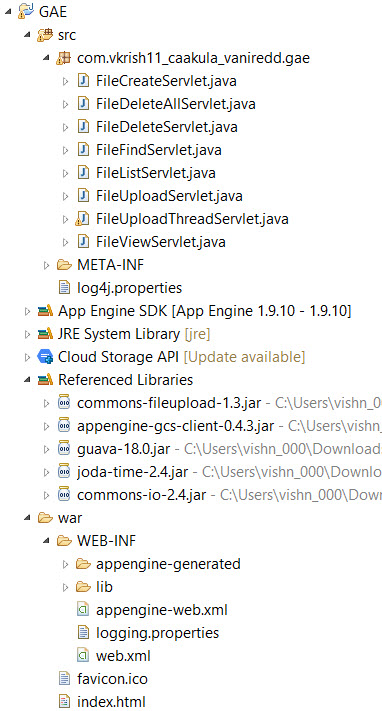 GAE
src
com.vkrish11_caakula_vaniredd.gae
FileCreateServlet.java
FileDeleteAllServlet.java
FileDeleteServlet.java
FileFindServlet.java
FileListServlet.java
FileUploadServlet.java
FileUploadThreadServlet.java
FileViewServlet.java
META-INF
log4j.properties
App Engine SDK [App Engine 1.9.10 - 1.9.10]
JRE System Library [jre]
Cloud Storage API [Update available]
Referenced Libraries
commons-fileupload-1.3.jar - C:\Users\vishn_
appengine-gcs-client-0.4.3.jar - C:\Users\vishn_
guava-18.0.jar - C:\Users\vishn_000\Download
joda-time-2.4.jar - C:\Users\vishn_000\Downlo
commons-io-2.4.jar - C:\Users\vishn_000\Down
war
WEB-INF
appengine-generated
lib
appengine-web.xml
logging.properties
web.xml
favicon.ico
index.html